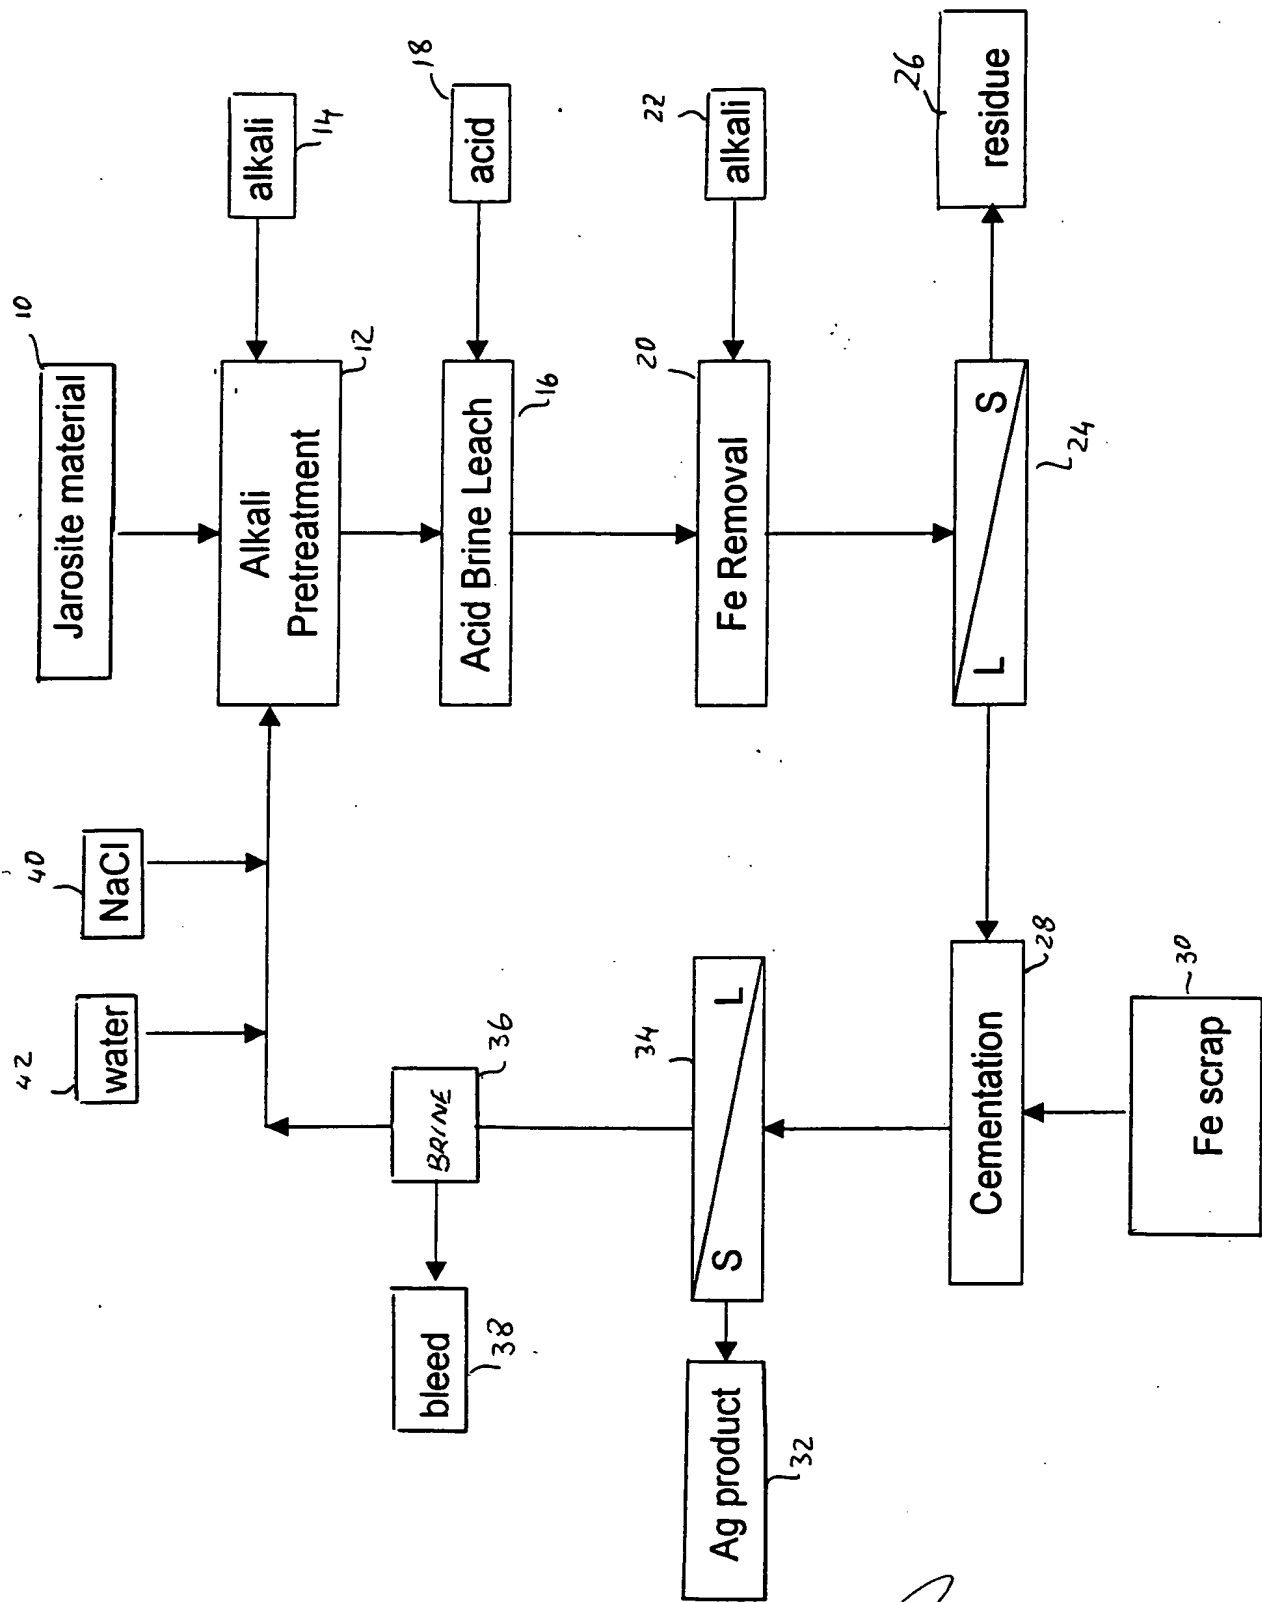 Jarosite material
10
Alkali
Pretreatment
12
alkali
14
Acid Brine Leach
16
acid
18
Fe Removal
20
alkali
22
L S
24
residue
26
Cementation
28
Fe scrap
30
S L
34
Ag product
32
BRINE
36
bleed
38
water
42
NaCl
40